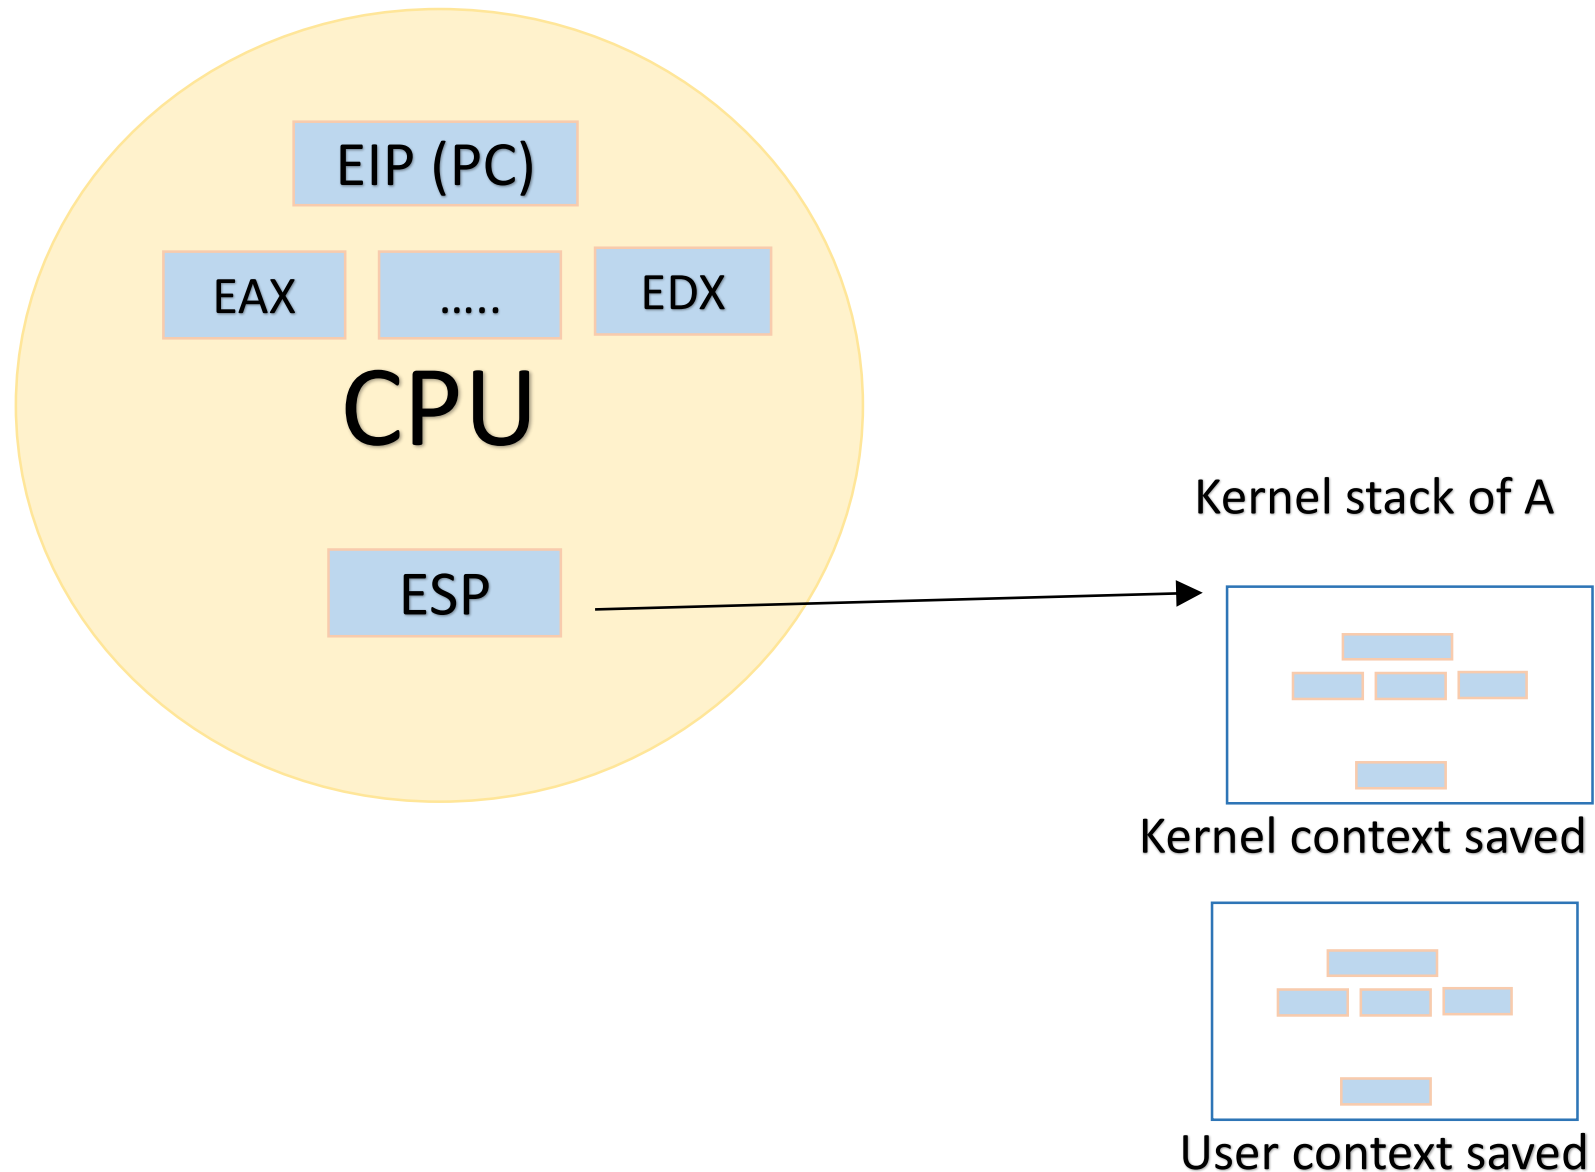 EIP (PC)
EAX
.....
EDX
CPU
ESP
Kernel stack of A
Kernel context saved
User context saved